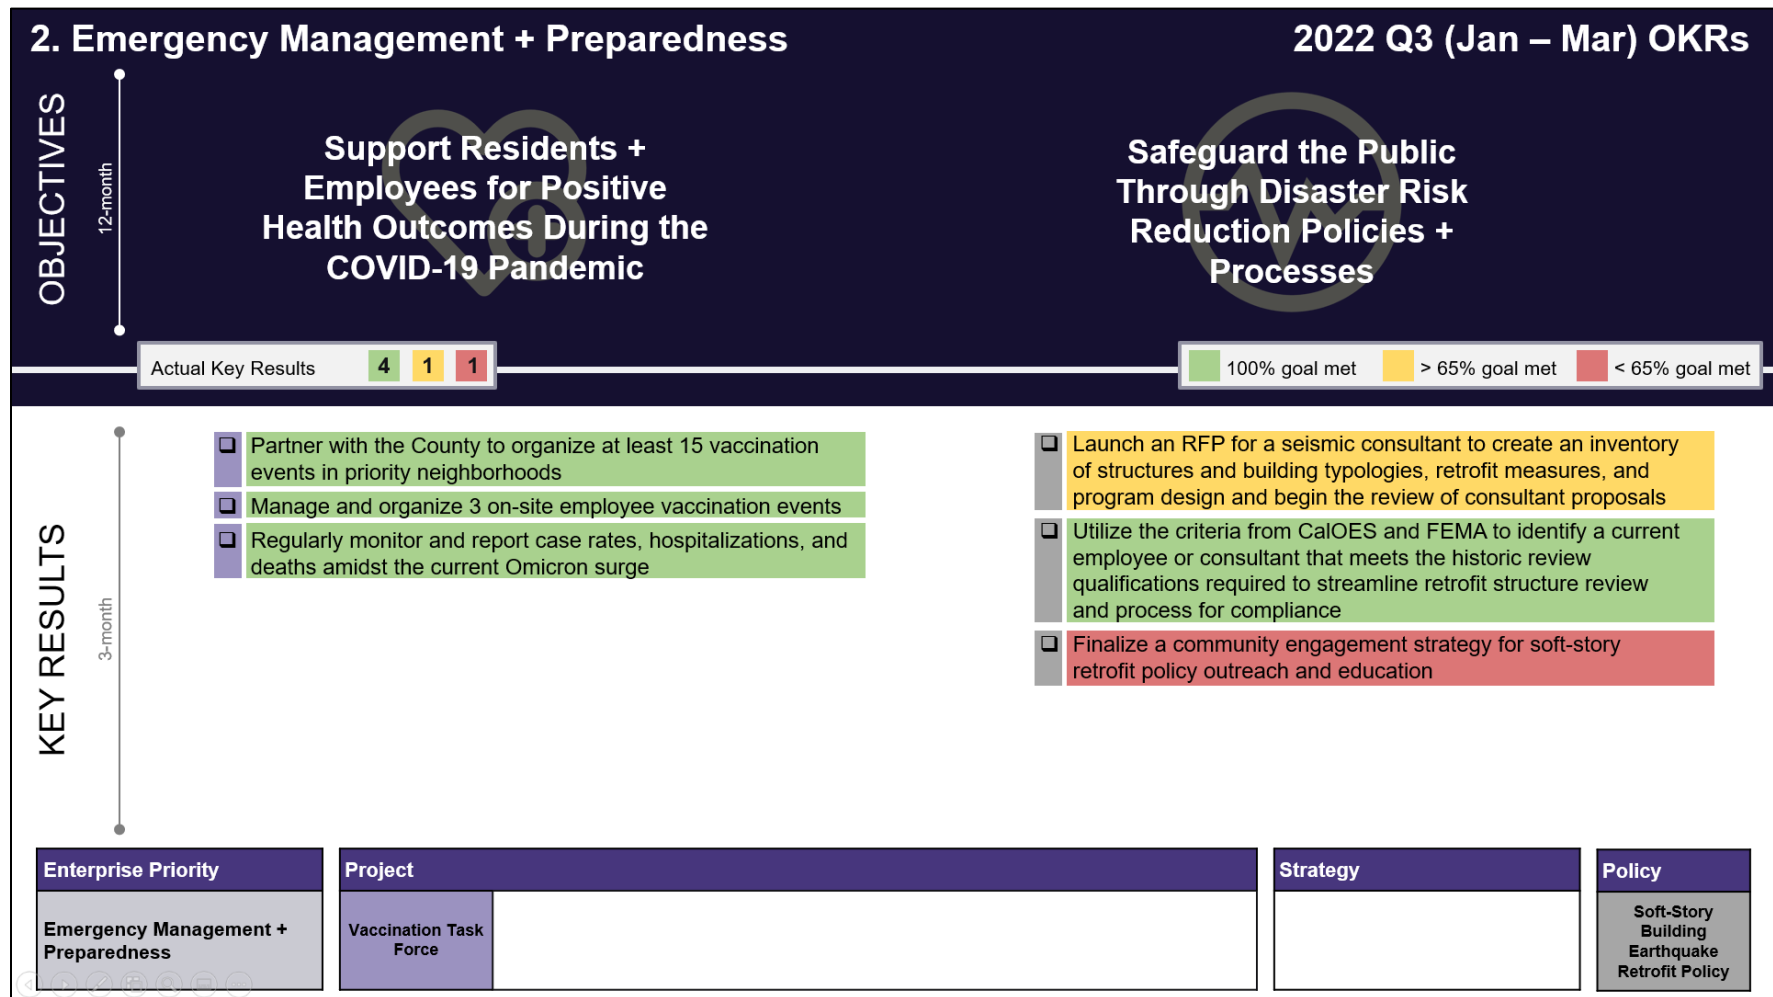 2. Emergency Management + Preparedness
2022 Q3 (Jan – Mar) OKRs
OBJECTIVES
12-month
Support Residents +
Employees for Positive
Health Outcomes During the
COVID-19 Pandemic
Safeguard the Public
Through Disaster Risk
Reduction Policies +
Processes
Actual Key Results 4 1 1
100% goal met > 65% goal met < 65% goal met
KEY RESULTS
3-month
Partner with the County to organize at least 15 vaccination
events in priority neighborhoods
Manage and organize 3 on-site employee vaccination events
Regularly monitor and report case rates, hospitalizations, and
deaths amidst the current Omicron surge
Launch an RFP for a seismic consultant to create an inventory
of structures and building typologies, retrofit measures, and
program design and begin the review of consultant proposals
Utilize the criteria from CalOES and FEMA to identify a current
employee or consultant that meets the historic review
qualifications required to streamline retrofit structure review
and process for compliance
Finalize a community engagement strategy for soft-story
retrofit policy outreach and education
Enterprise Priority
Emergency Management +
Preparedness
Project
Vaccination Task
Force
Strategy
Policy
Soft-Story
Building
Earthquake
Retrofit Policy